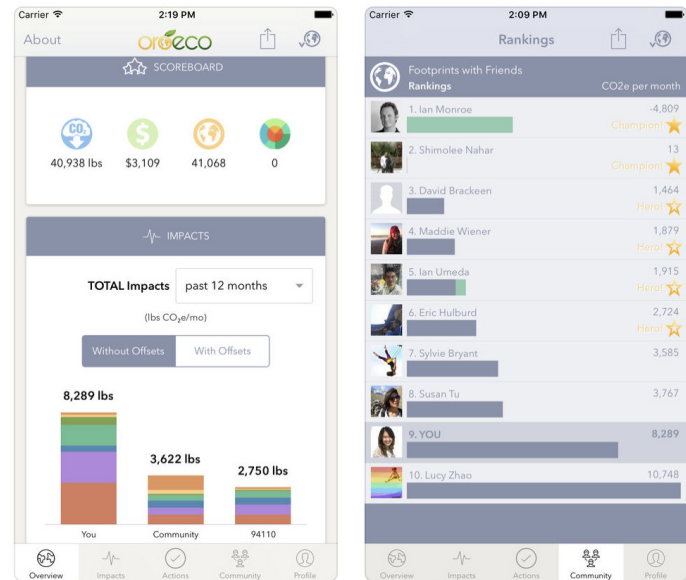 Carrier 2:19 PM
About oroeco
SCOREBOARD
CO₂
$
40,938 lbs $3,109 41,068 0
IMPACTS
TOTAL Impacts past 12 months
(lbs CO₂e/mo)
Without Offsets With Offsets
8,289 lbs
3,622 lbs
2,750 lbs
You Community 94110
Overview Impacts Actions Community Profile
Carrier 2:09 PM
Rankings
Footprints with Friends
Rankings CO2e per month
1. Ian Monroe -4,809
Champion!
2. Shimolee Nahar 13
Champion!
3. David Brackeen 1,464
Hero!
4. Maddie Wiener 1,879
Hero!
5. Ian Umeda 1,915
Hero!
6. Eric Hulburd 2,724
Hero!
7. Sylvie Bryant 3,585
8. Susan Tu 3,767
9. YOU 8,289
10. Lucy Zhao 10,748
Overview Impacts Actions Community Profile